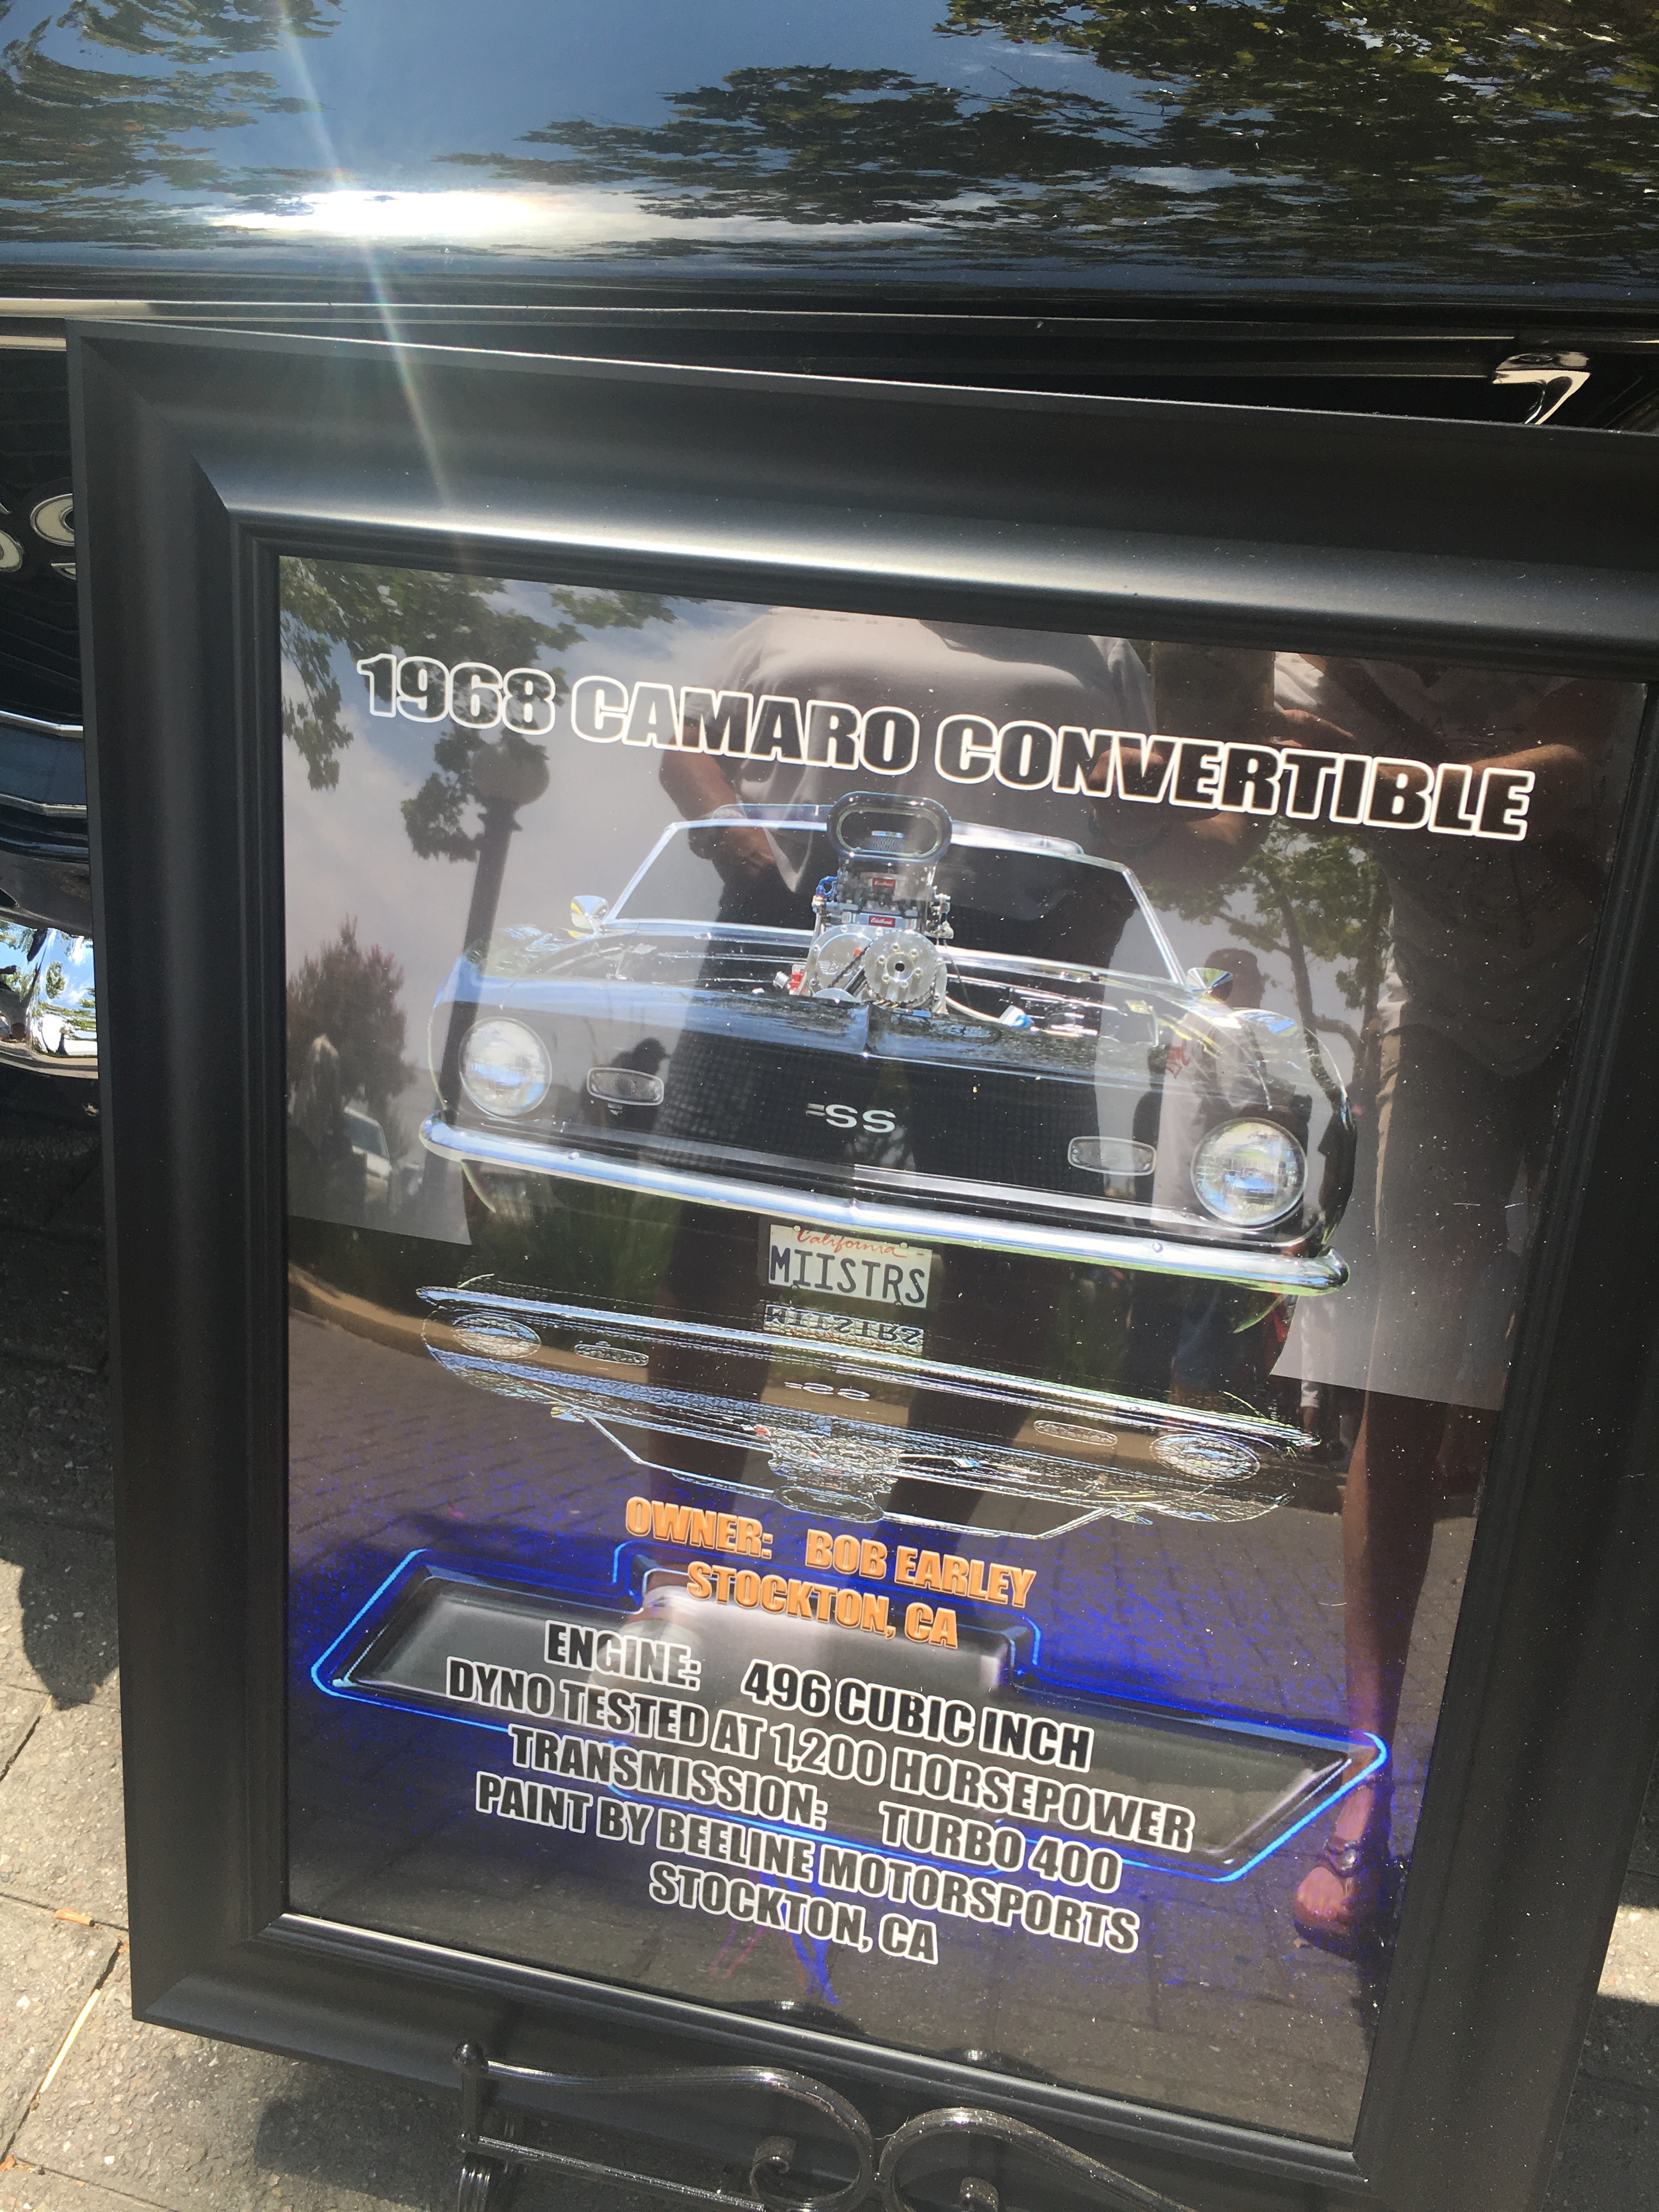 1968 CAMARO CONVERTIBLE
SS
California
MIISTRS
OWNER: BOB EARLEY
STOCKTON, CA
ENGINE: 496 CUBIC INCH
DYNO TESTED AT 1,200 HORSEPOWER
TRANSMISSION: TURBO 400
PAINT BY BEELINE MOTORSPORTS
STOCKTON, CA